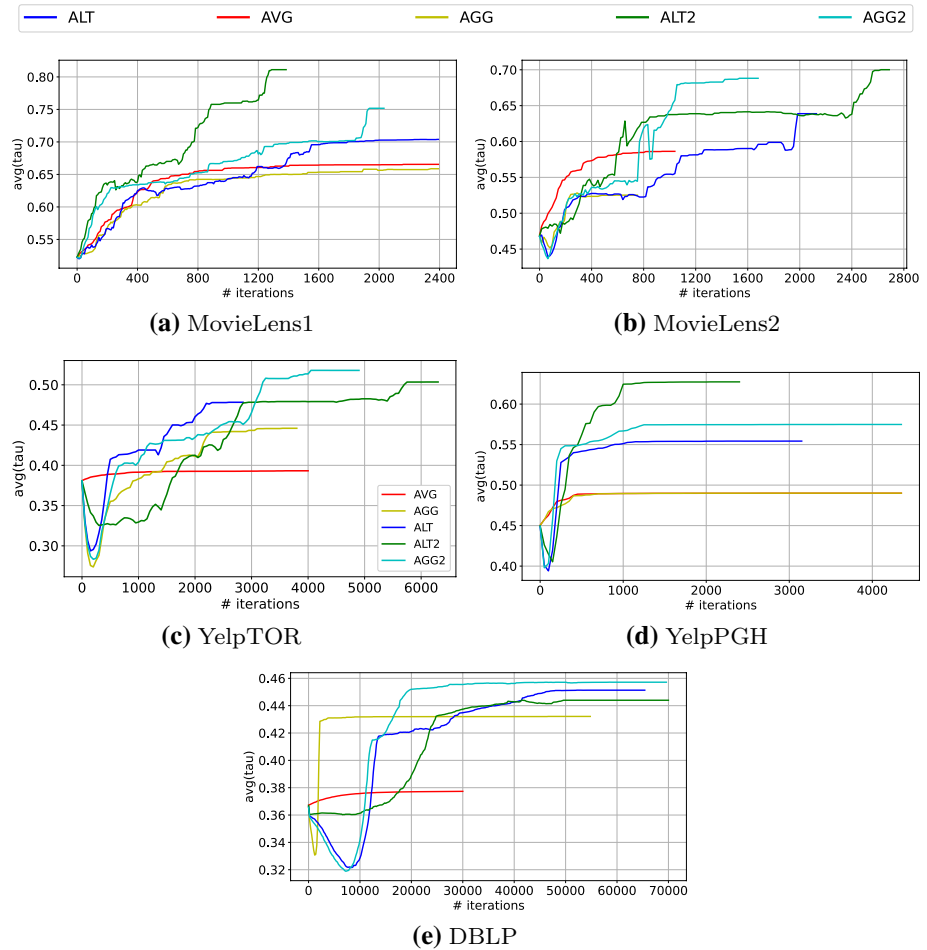 ALT AVG AGG ALT2 AGG2
avg(tau)
0.80
0.75
0.70
0.65
0.60
0.55
0 400 800 1200 1600 2000 2400
# iterations
(a) MovieLens1
avg(tau)
0.70
0.65
0.60
0.55
0.50
0.45
0 400 800 1200 1600 2000 2400 2800
# iterations
(b) MovieLens2
avg(tau)
0.50
0.45
0.40
0.35
0.30
AVG
AGG
ALT
ALT2
AGG2
0 1000 2000 3000 4000 5000 6000
# iterations
(c) YelpTOR
avg(tau)
0.60
0.55
0.50
0.45
0.40
0 1000 2000 3000 4000
# iterations
(d) YelpPGH
avg(tau)
0.46
0.44
0.42
0.40
0.38
0.36
0.34
0.32
0 10000 20000 30000 40000 50000 60000 70000
# iterations
(e) DBLP